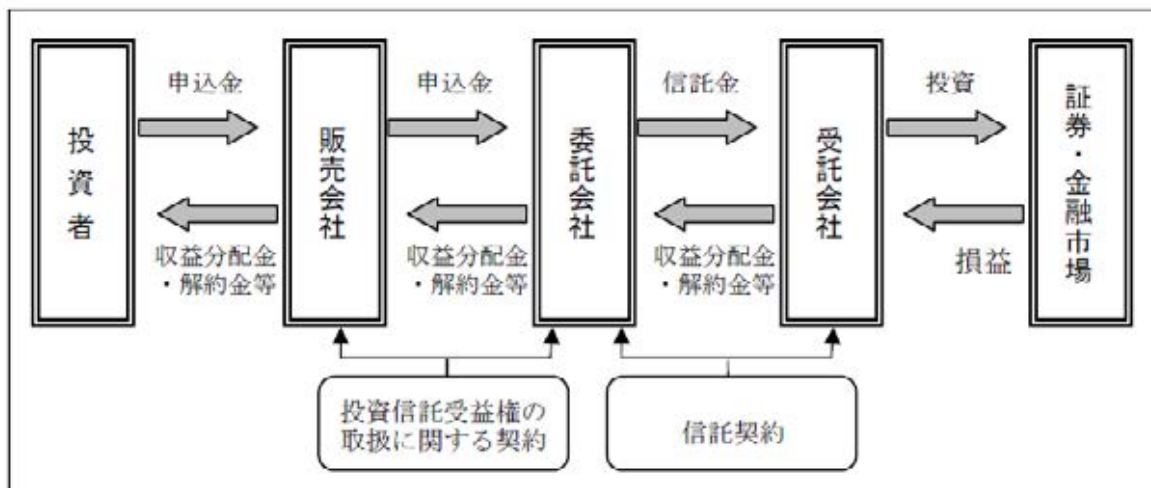 投資者
申込金
収益分配金
・解約金等
販売会社
申込金
収益分配金
・解約金等
委託会社
信託金
収益分配金
・解約金等
受託会社
投資
損益
証券・金融市場
投資信託受益権の
取扱に関する契約
信託契約